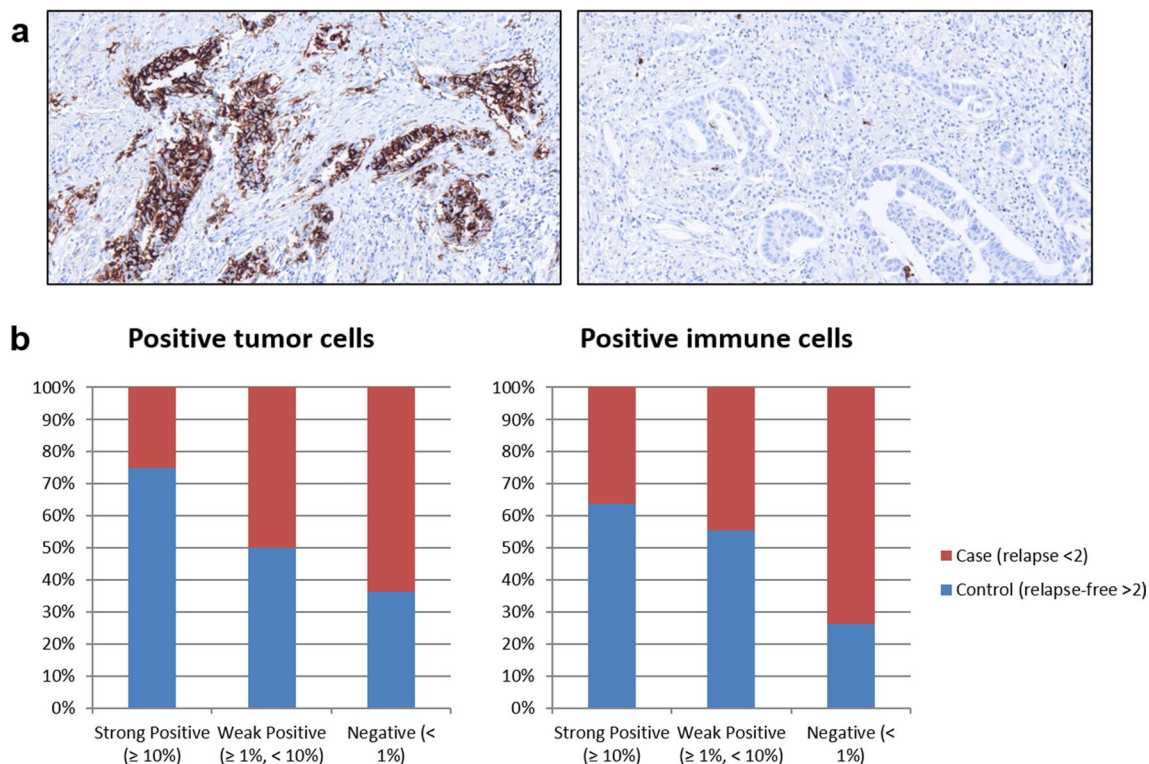 a
b
Positive tumor cells
100%
90%
80%
70%
60%
50%
40%
30%
20%
10%
0%
Strong Positive
(≥ 10%)
Weak Positive
(≥ 1%, < 10%)
Negative (<
1%)
Positive immune cells
100%
90%
80%
70%
60%
50%
40%
30%
20%
10%
0%
Strong Positive
(≥ 10%)
Weak Positive
(≥ 1%, < 10%)
Negative (<
1%)
Case (relapse <2)
Control (relapse-free >2)